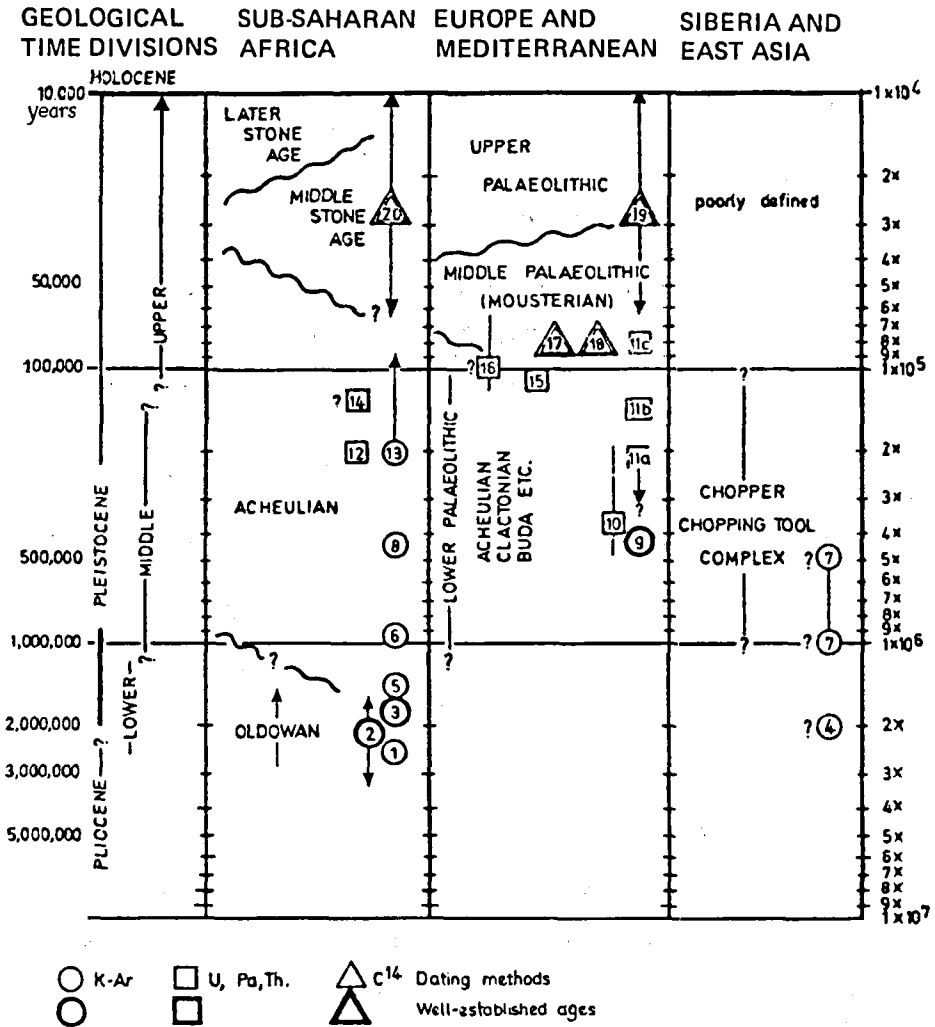 GEOLOGICAL TIME DIVISIONS
SUB-SAHARAN AFRICA
EUROPE AND MEDITERRANEAN
SIBERIA AND EAST ASIA
HOLOCENE
10.000
years
50,000
100,000
500,000
1,000,000
2,000,000
3,000,000
5,000,000
PLIOCENE — ? — PLEISTOCENE
—LOWER— ? — MIDDLE — ? — UPPER
?
LATER
STONE
AGE
MIDDLE
STONE
AGE
20
?
?
14
12
13
ACHEULIAN
8
6
?
5
3
OLDOWAN
2
1
UPPER
PALAEOLITHIC
19
MIDDLE PALAEOLITHIC
(MOUSTERIAN)
17
18
11c
?
16
15
11b
LOWER PALAEOLITHIC
ACHEULIAN
CLACTONIAN
BUDA ETC.
11a
?
10
9
?
poorly defined
?
CHOPPER
CHOPPING TOOL
COMPLEX
? 7
?
? 7
? 4
1x10⁴
2x
3x
4x
5x
6x
7x
8x
9x
1x10⁵
2x
3x
4x
5x
6x
7x
8x
9x
1x10⁶
2x
3x
4x
5x
6x
7x
8x
9x
1x10⁷
K-Ar
U, Pa,Th.
C¹⁴ Dating methods
Well-established ages